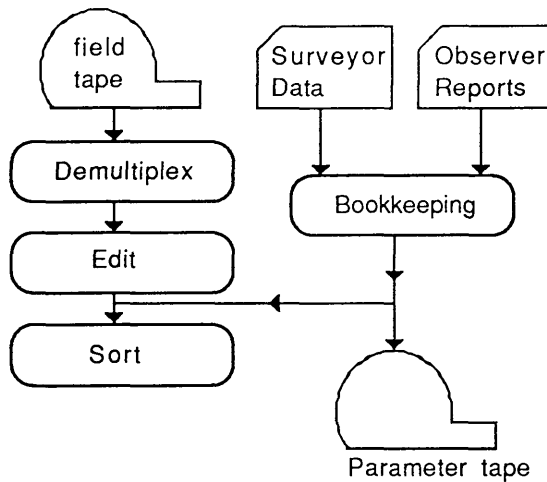 field
tape
Surveyor
Data
Observer
Reports
Demultiplex
Bookkeeping
Edit
Sort
Parameter tape